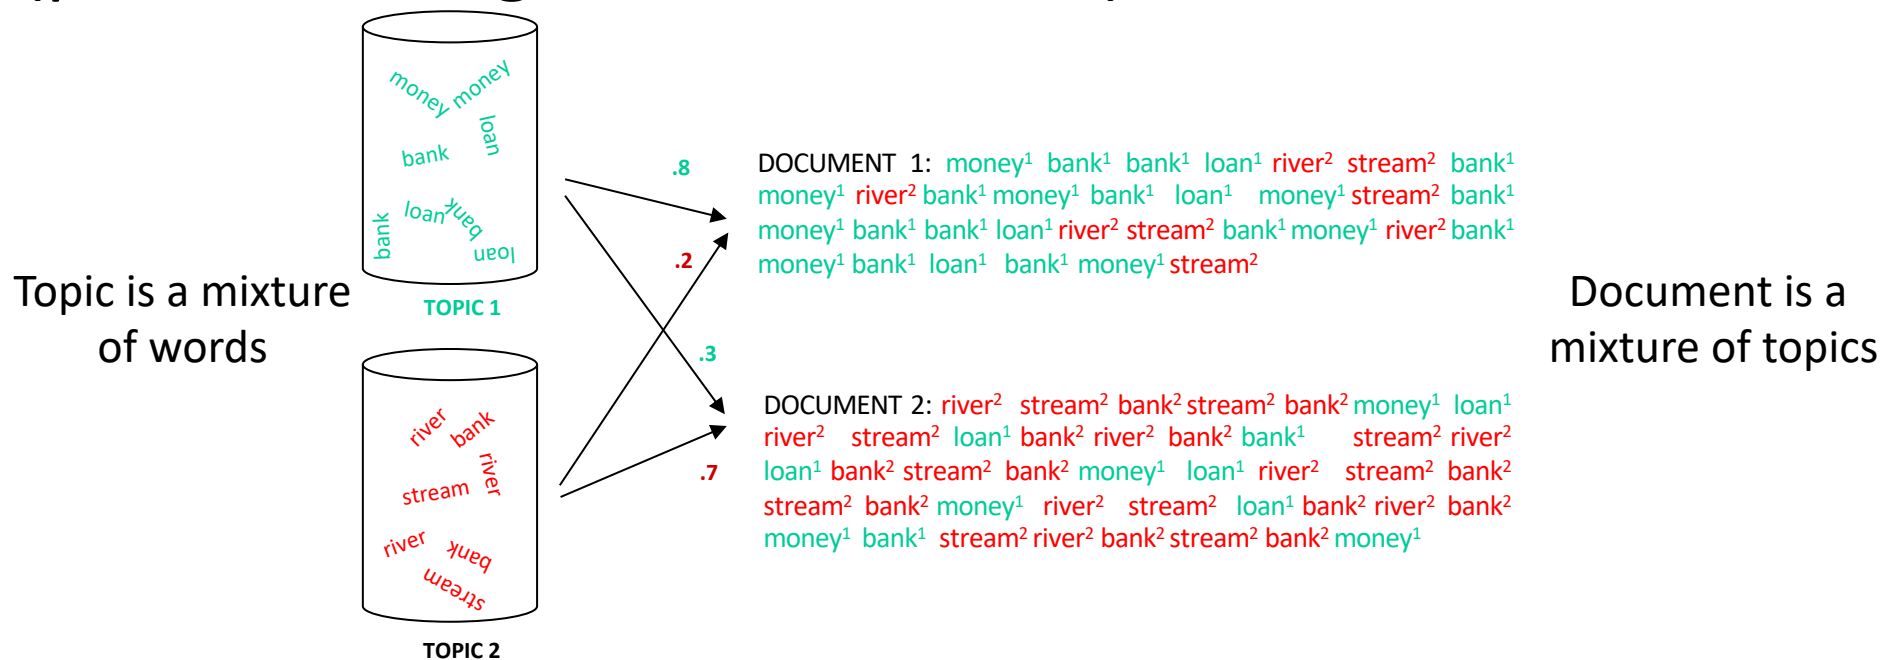 money
money
loan
bank
loan
bank
bank
loan
TOPIC 1
Topic is a mixture
of words
river
bank
river
stream
river
bank
stream
TOPIC 2
.8
.2
.3
.7
DOCUMENT 1: money¹ bank¹ bank¹ loan¹ river² stream² bank¹
money¹ river² bank¹ money¹ bank¹ loan¹ money¹ stream² bank¹
money¹ bank¹ bank¹ loan¹ river² stream² bank¹ money¹ river² bank¹
money¹ bank¹ loan¹ bank¹ money¹ stream²
DOCUMENT 2: river² stream² bank² stream² bank² money¹ loan¹
river² stream² loan¹ bank² river² bank² bank¹ stream² river²
loan¹ bank² stream² bank² money¹ loan¹ river² stream² bank²
stream² bank² money¹ river² stream² loan¹ bank² river² bank²
money¹ bank¹ stream² river² bank² stream² bank² money¹
Document is a
mixture of topics